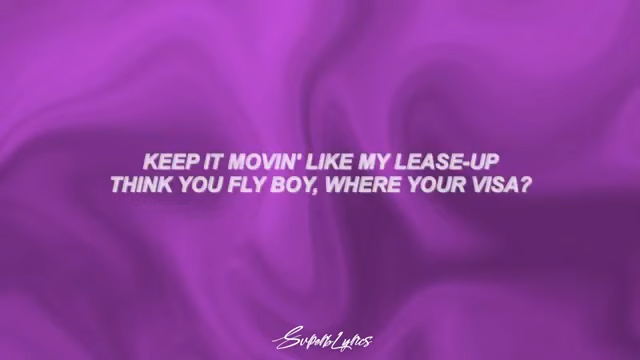 KEEP IT MOVIN' LIKE MY LEASE-UP
THINK YOU FLY BOY, WHERE YOUR VISA?
SuperbLyrics